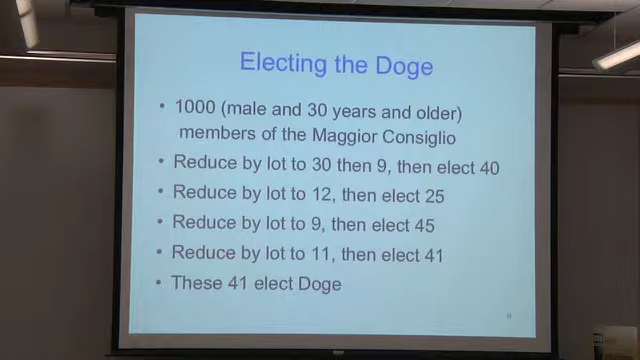 Electing the Doge
• 1000 (male and 30 years and older)
members of the Maggior Consiglio
• Reduce by lot to 30 then 9, then elect 40
• Reduce by lot to 12, then elect 25
• Reduce by lot to 9, then elect 45
• Reduce by lot to 11, then elect 41
• These 41 elect Doge